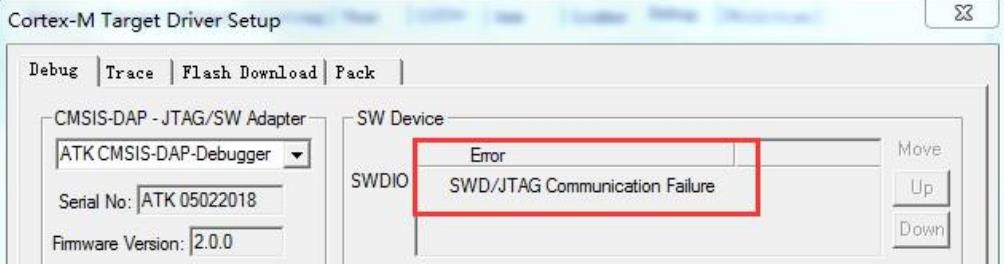 Cortex-M Target Driver Setup
Debug Trace Flash Download Pack
CMSIS-DAP - JTAG/SW Adapter
ATK CMSIS-DAP-Debugger
Serial No: ATK 05022018
Firmware Version: 2.0.0
SW Device
Error
SWDIO SWD/JTAG Communication Failure
Move
Up
Down